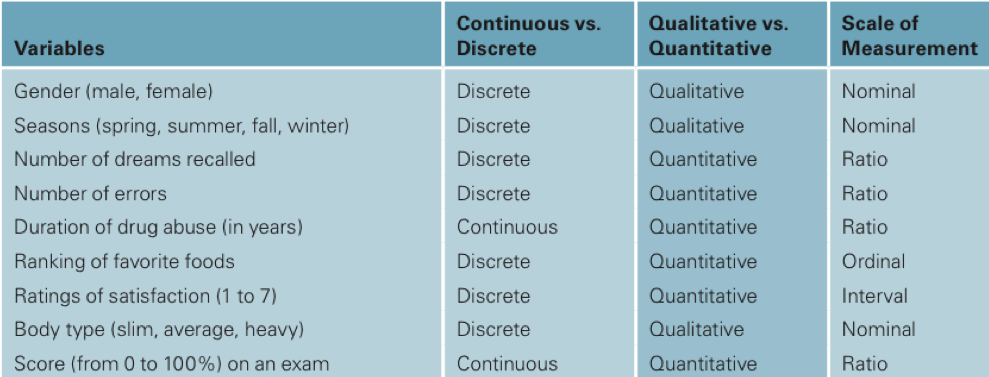 Variables Continuous vs. Discrete Qualitative vs. Quantitative Scale of Measurement
Gender (male, female) Discrete Qualitative Nominal
Seasons (spring, summer, fall, winter) Discrete Qualitative Nominal
Number of dreams recalled Discrete Quantitative Ratio
Number of errors Discrete Quantitative Ratio
Duration of drug abuse (in years) Continuous Quantitative Ratio
Ranking of favorite foods Discrete Quantitative Ordinal
Ratings of satisfaction (1 to 7) Discrete Quantitative Interval
Body type (slim, average, heavy) Discrete Qualitative Nominal
Score (from 0 to 100%) on an exam Continuous Quantitative Ratio